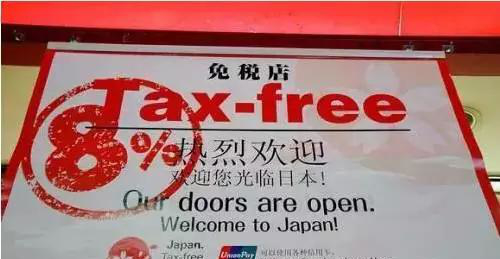 免税店
Tax-free
8%
热烈欢迎
欢迎您光临日本!
Our doors are open.
Welcome to Japan!
Japan.
Tax-free
UnionPay
可以使用各种信用卡。